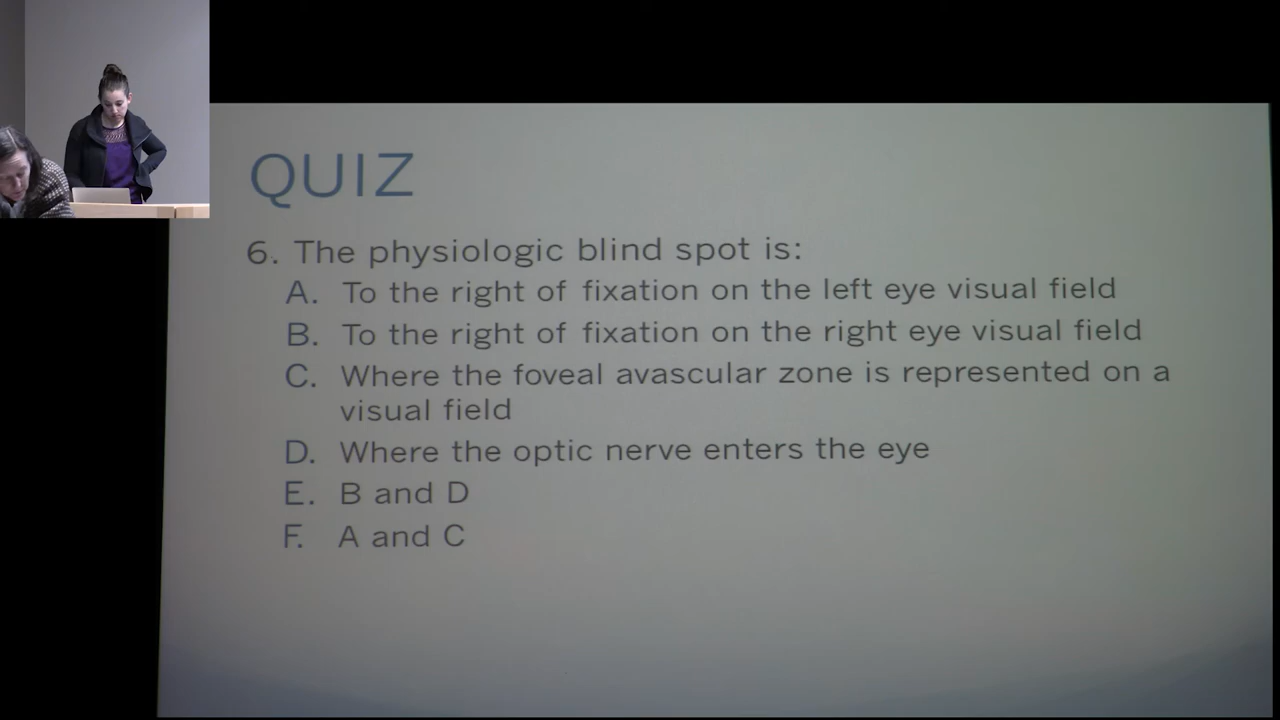 QUIZ
6. The physiologic blind spot is:
A. To the right of fixation on the left eye visual field
B. To the right of fixation on the right eye visual field
C. Where the foveal avascular zone is represented on a
visual field
D. Where the optic nerve enters the eye
E. B and D
F. A and C